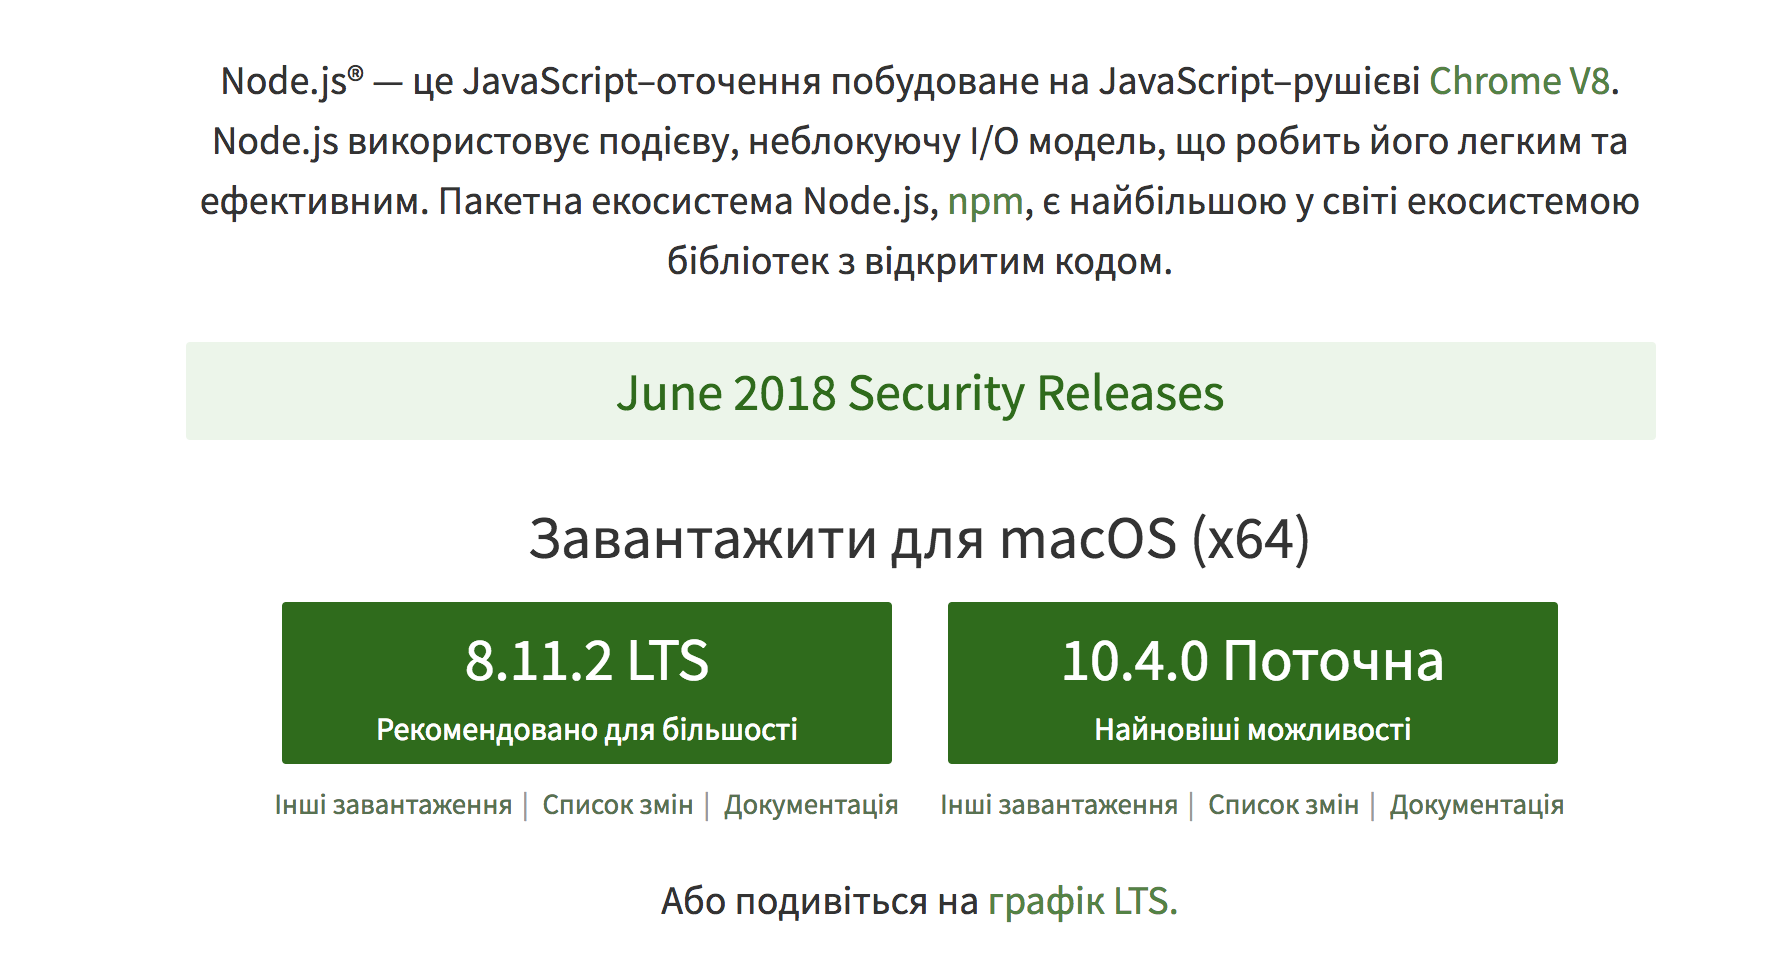 Node.js® — це JavaScript–оточення побудоване на JavaScript–рушієві Chrome V8.
Node.js використовує подієву, неблокуючу I/O модель, що робить його легким та
ефективним. Пакетна екосистема Node.js, npm, є найбільшою у світі екосистемою
бібліотек з відкритим кодом.
June 2018 Security Releases
Завантажити для macOS (x64)
8.11.2 LTS
Рекомендовано для більшості
10.4.0 Поточна
Найновіші можливості
Інші завантаження | Список змін | Документація
Інші завантаження | Список змін | Документація
Або подивіться на графік LTS.